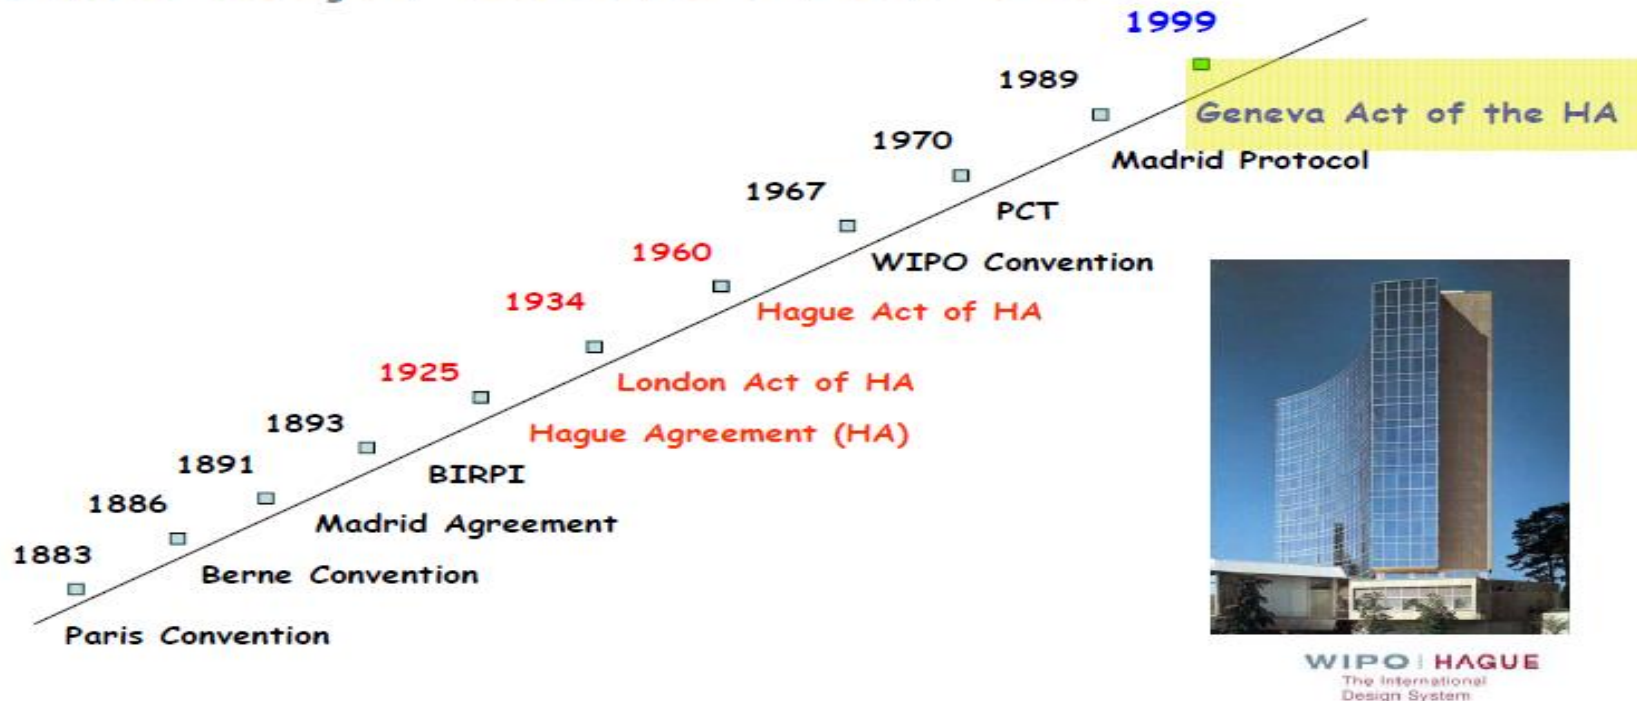 1999
1989
Geneva Act of the HA
1970
Madrid Protocol
1967
PCT
1960
WIPO Convention
1934
Hague Act of HA
1925
London Act of HA
1893
Hague Agreement (HA)
1891
BIRPI
1886
Madrid Agreement
1883
Berne Convention
Paris Convention
WIPO | HAGUE
The International
Design System